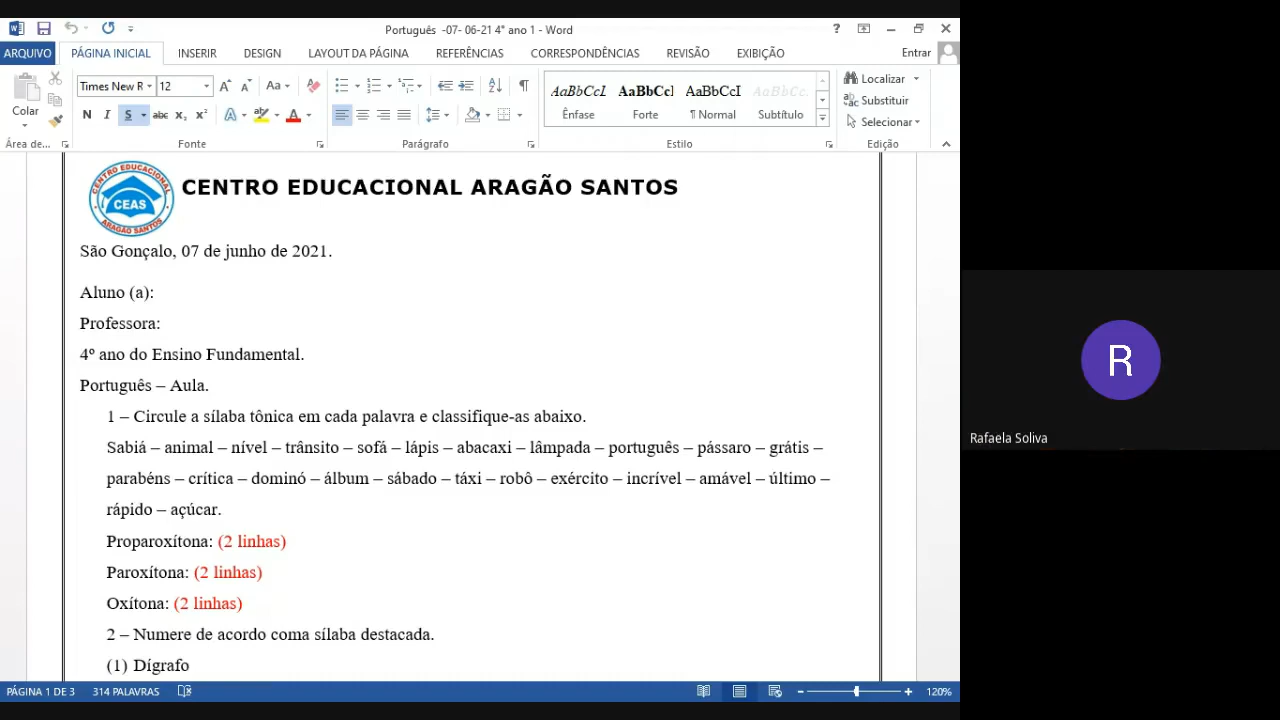 Português -07- 06-21 4° ano 1 - Word
ARQUIVO PÁGINA INICIAL INSERIR DESIGN LAYOUT DA PÁGINA REFERÊNCIAS CORRESPONDÊNCIAS REVISÃO EXIBIÇÃO Entrar
Times New R 12 Aa AaBbCcI AaBbCcl AaBbCcI AaBbCc. Localizar
Colar Substituir
N I S abc x₂ x² A A Ênfase Forte ¶ Normal Subtítulo Selecionar
Área de... Fonte Parágrafo Estilo Edição
CENTRO EDUCACIONAL
CEAS
ARAGÃO SANTOS
CENTRO EDUCACIONAL ARAGÃO SANTOS
São Gonçalo, 07 de junho de 2021.
Aluno (a):
Professora:
4º ano do Ensino Fundamental.
Português – Aula.
1 – Circule a sílaba tônica em cada palavra e classifique-as abaixo.
Sabiá – animal – nível – trânsito – sofá – lápis – abacaxi – lâmpada – português – pássaro – grátis –
parabéns – crítica – dominó – álbum – sábado – táxi – robô – exército – incrível – amável – último –
rápido – açúcar.
Proparoxítona: (2 linhas)
Paroxítona: (2 linhas)
Oxítona: (2 linhas)
2 – Numere de acordo coma sílaba destacada.
(1) Dígrafo
PÁGINA 1 DE 3 314 PALAVRAS 120%
R
Rafaela Soliva